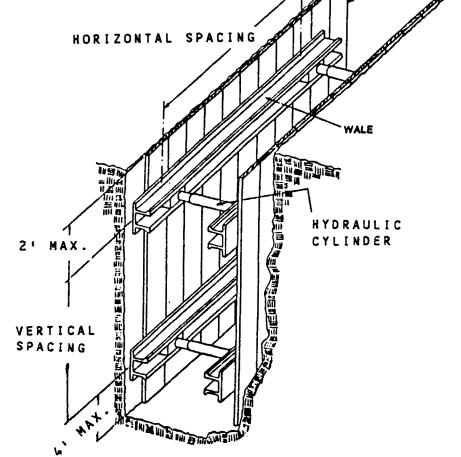 HORIZONTAL SPACING
WALE
HYDRAULIC
CYLINDER
2' MAX.
VERTICAL
SPACING
4' MAX.